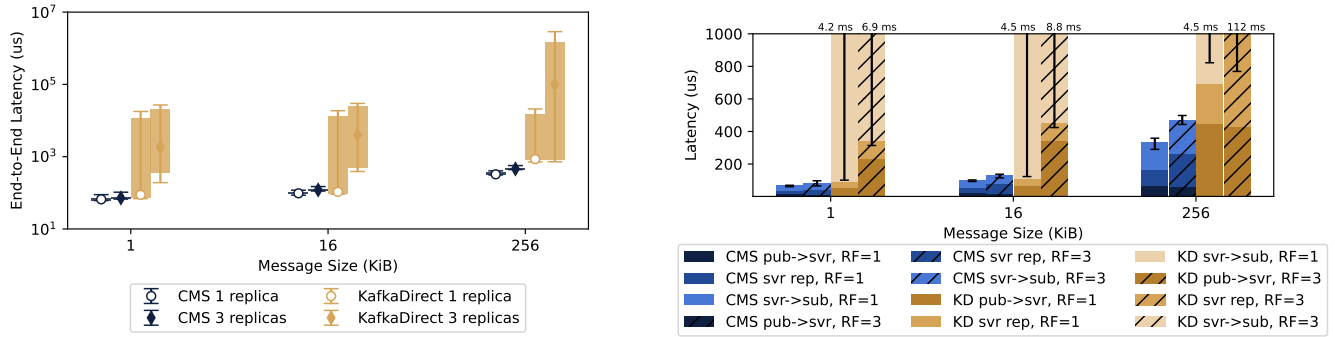 10^7
10^5
10^3
10^1
End-to-End Latency (us)
1
16
256
Message Size (KiB)
CMS 1 replica
KafkaDirect 1 replica
CMS 3 replicas
KafkaDirect 3 replicas
4.2 ms
6.9 ms
4.5 ms
8.8 ms
4.5 ms
112 ms
1000
800
600
400
200
Latency (us)
1
16
256
Message Size (KiB)
CMS pub->svr, RF=1
CMS svr rep, RF=3
KD svr->sub, RF=1
CMS svr rep, RF=1
CMS svr->sub, RF=3
KD pub->svr, RF=3
CMS svr->sub, RF=1
KD pub->svr, RF=1
KD svr rep, RF=3
CMS pub->svr, RF=3
KD svr rep, RF=1
KD svr->sub, RF=3